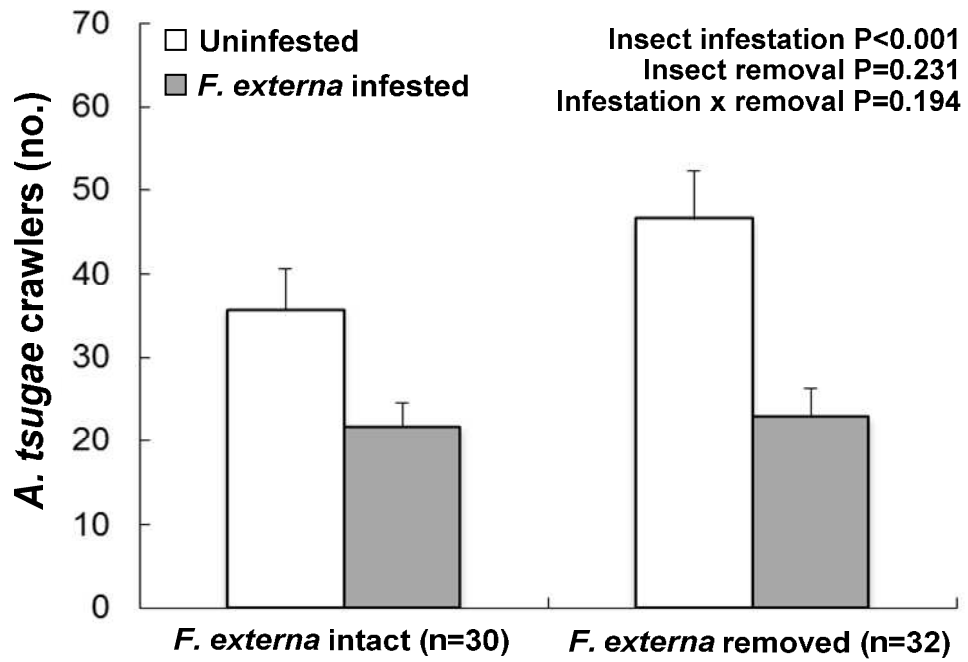 Uninfested
F. externa infested
Insect infestation P<0.001
Insect removal P=0.231
Infestation x removal P=0.194
A. tsugae crawlers (no.)
70
60
50
40
30
20
10
0
F. externa intact (n=30)
F. externa removed (n=32)